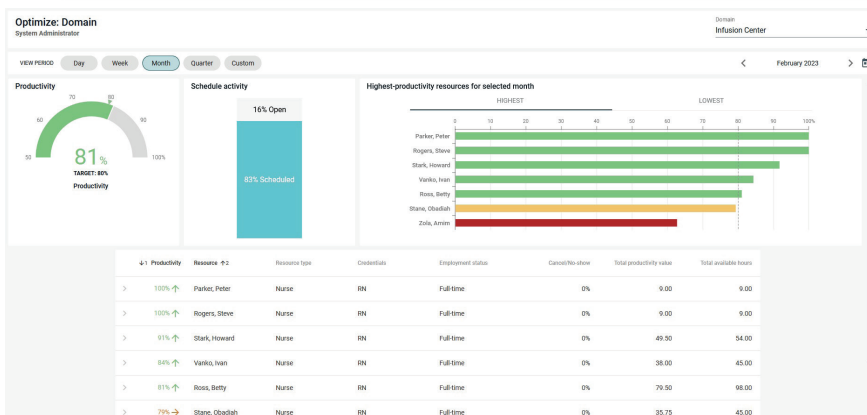 Optimize: Domain
System Administrator
Domain
Infusion Center
VIEW PERIOD Day Week Month Quarter Custom
February 2023
Productivity
50 60 70 80 90 100%
81%
TARGET: 80%
Productivity
Schedule activity
16% Open
83% Scheduled
Highest-productivity resources for selected month
HIGHEST LOWEST
0 10 20 30 40 50 60 70 80 90 100%
Parker, Peter
Rogers, Steve
Stark, Howard
Vanko, Ivan
Ross, Betty
Stane, Obadiah
Zola, Arnim
↓1 Productivity Resource ↑2 Resource type Credentials Employment status Cancel/No-show Total productivity value Total available hours
100% Parker, Peter Nurse RN Full-time 0% 9.00 9.00
100% Rogers, Steve Nurse RN Full-time 0% 9.00 9.00
91% Stark, Howard Nurse RN Full-time 0% 49.50 54.00
84% Vanko, Ivan Nurse RN Full-time 0% 38.00 45.00
81% Ross, Betty Nurse RN Full-time 0% 79.50 98.00
79% Stane, Obadiah Nurse RN Full-time 0% 35.75 45.00